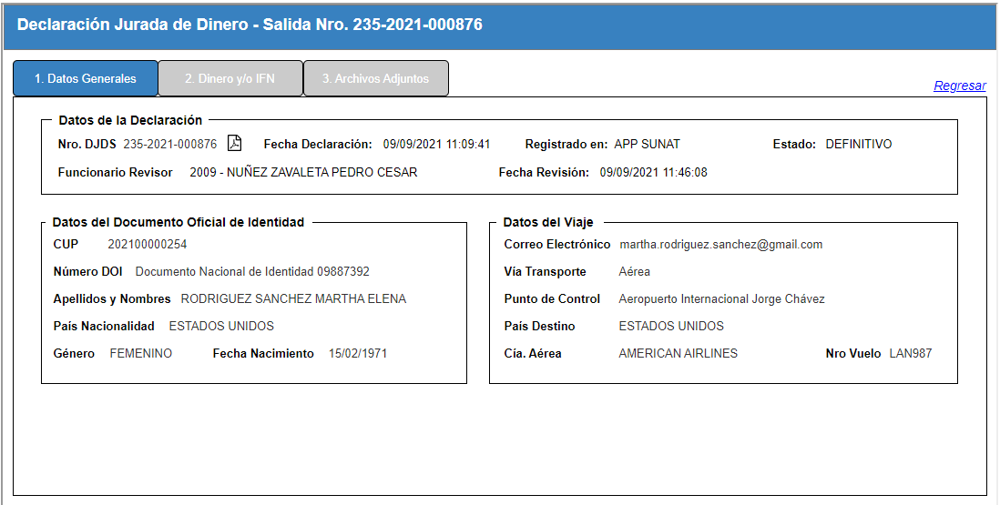 Declaración Jurada de Dinero - Salida Nro. 235-2021-000876
1. Datos Generales 2. Dinero y/o IFN 3. Archivos Adjuntos
Regresar
Datos de la Declaración
Nro. DJDS 235-2021-000876 Fecha Declaración: 09/09/2021 11:09:41 Registrado en: APP SUNAT Estado: DEFINITIVO
Funcionario Revisor 2009 - NUÑEZ ZAVALETA PEDRO CESAR Fecha Revisión: 09/09/2021 11:46:08
Datos del Documento Oficial de Identidad
CUP 202100000254
Número DOI Documento Nacional de Identidad 09887392
Apellidos y Nombres RODRIGUEZ SANCHEZ MARTHA ELENA
País Nacionalidad ESTADOS UNIDOS
Género FEMENINO Fecha Nacimiento 15/02/1971
Datos del Viaje
Correo Electrónico martha.rodriguez.sanchez@gmail.com
Vía Transporte Aérea
Punto de Control Aeropuerto Internacional Jorge Chávez
País Destino ESTADOS UNIDOS
Cía. Aérea AMERICAN AIRLINES Nro Vuelo LAN987